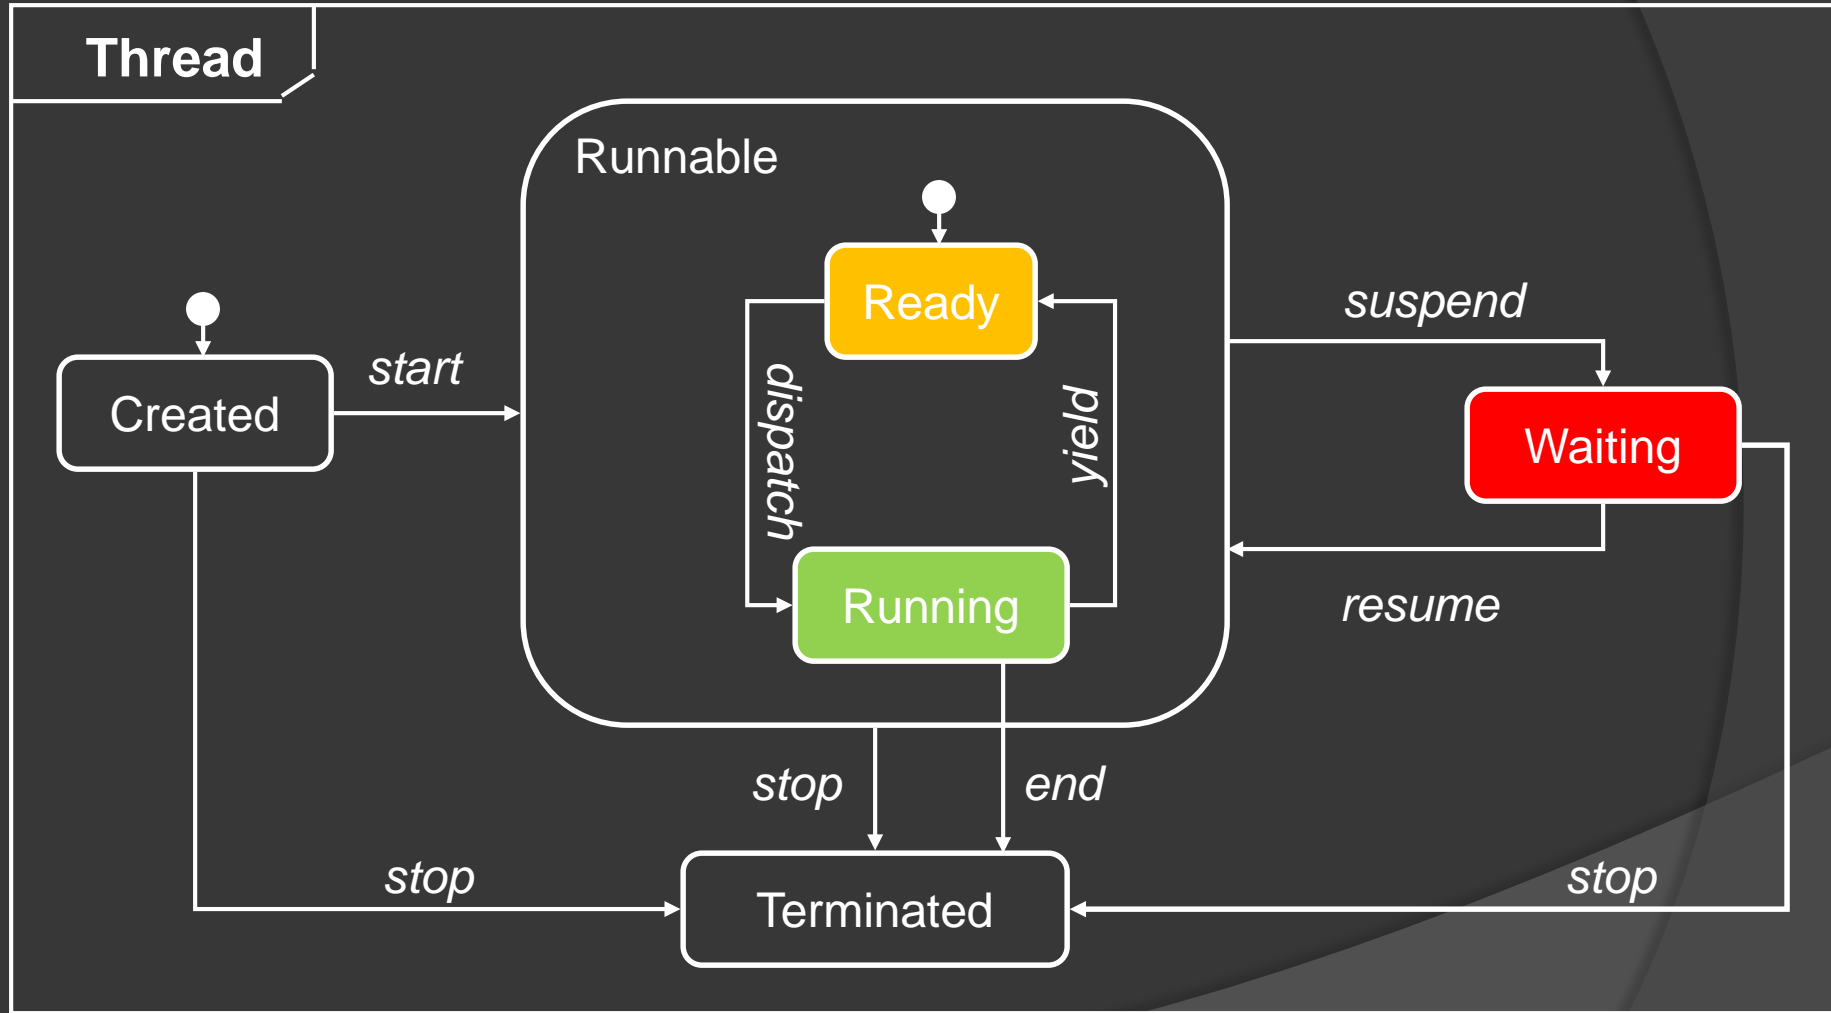 Thread
Runnable
Ready
suspend
start
dispatch
yield
Created
Waiting
Running
resume
stop
end
stop
stop
Terminated